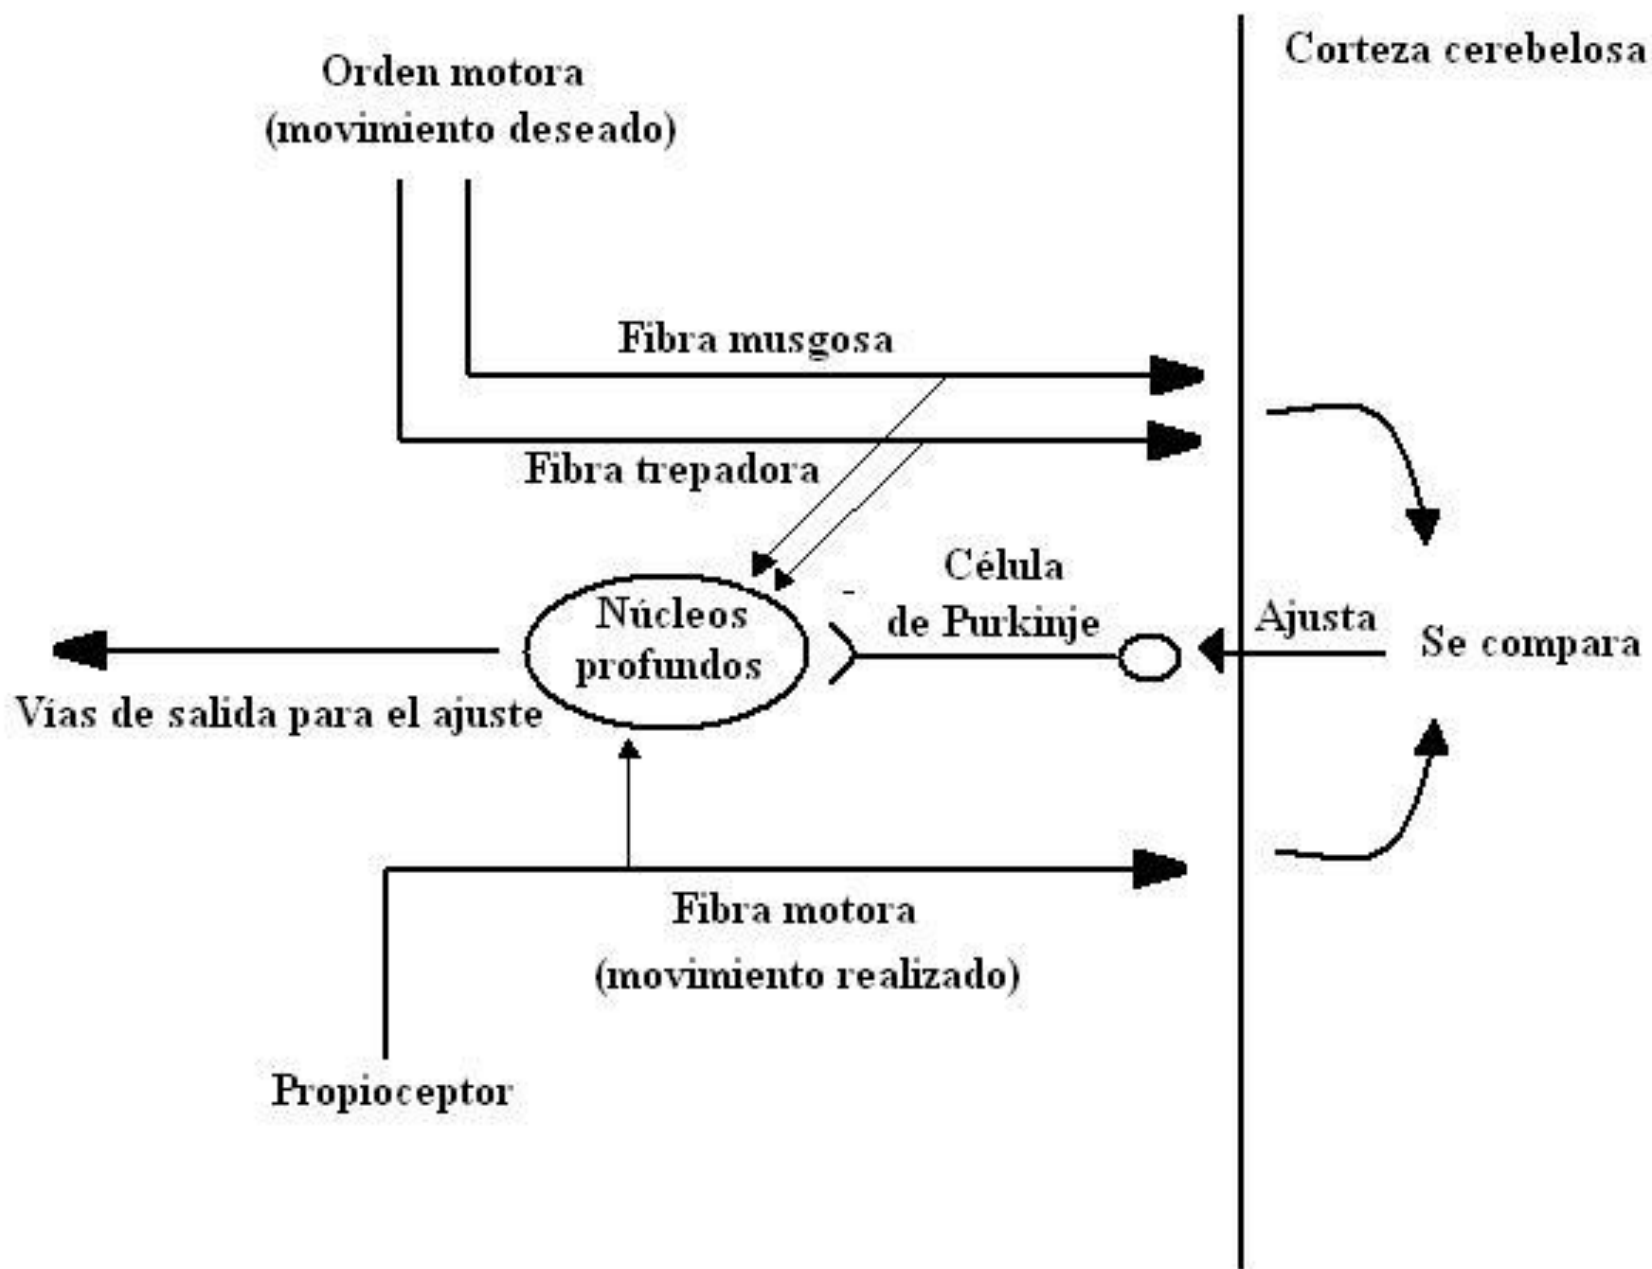 Corteza cerebelosa
Orden motora
(movimiento deseado)
Fibra musgosa
Fibra trepadora
Célula
de Purkinje
-
Núcleos
profundos
Ajusta
Se compara
Vías de salida para el ajuste
Fibra motora
(movimiento realizado)
Propioceptor